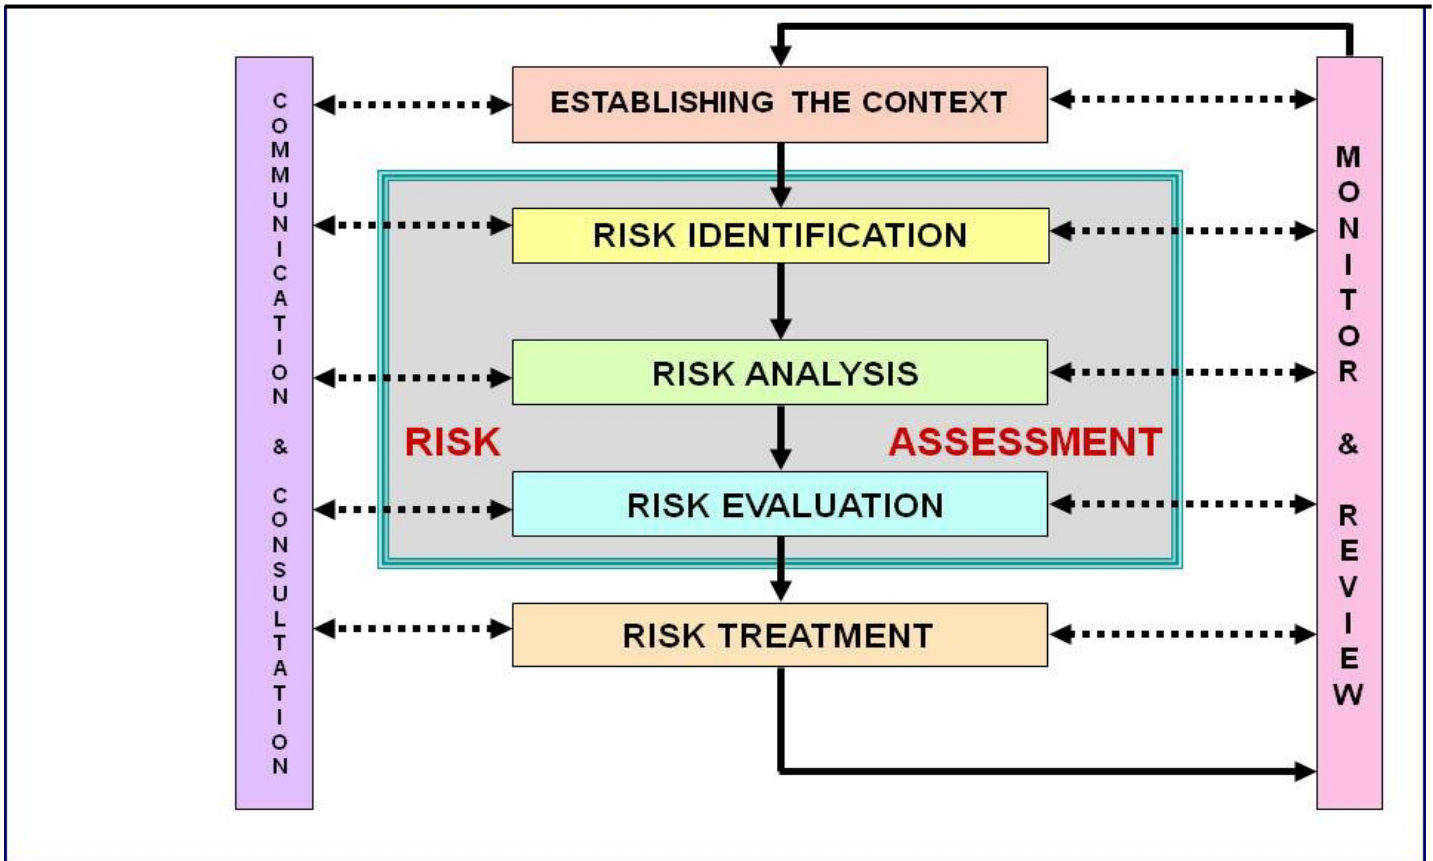 COMMUNICATION & CONSULTATION
ESTABLISHING THE CONTEXT
RISK IDENTIFICATION
RISK ANALYSIS
RISK ASSESSMENT
RISK EVALUATION
RISK TREATMENT
MONITOR & REVIEW